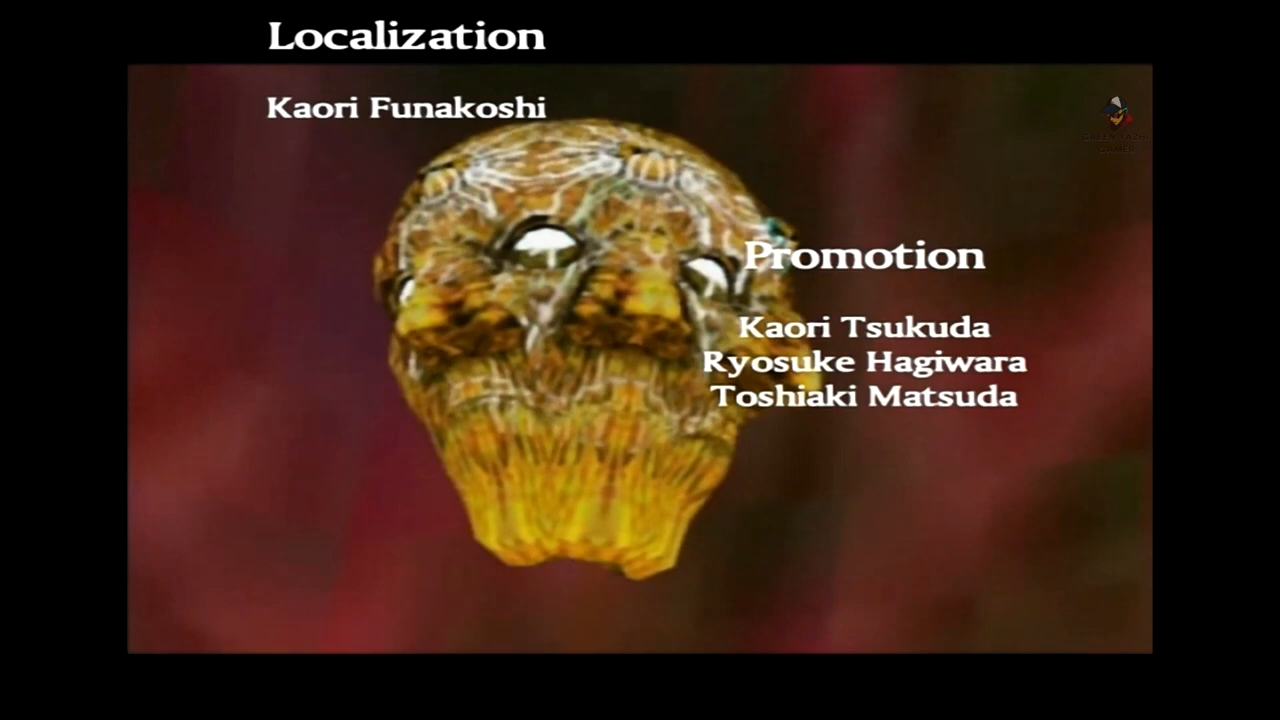 Localization
Kaori Funakoshi
Promotion
Kaori Tsukuda
Ryosuke Hagiwara
Toshiaki Matsuda